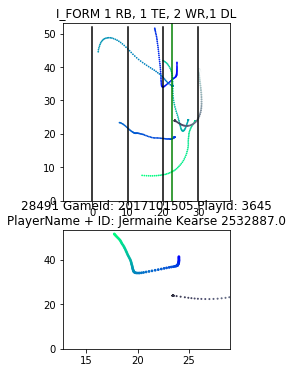 I_FORM 1 RB, 1 TE, 2 WR,1 DL
50
40
30
20
10
0
0 10 20 30
28491 GameId: 2017101505 PlayId: 3645
PlayerName + ID: Jermaine Kearse 2532887.0
40
20
0
15 20 25